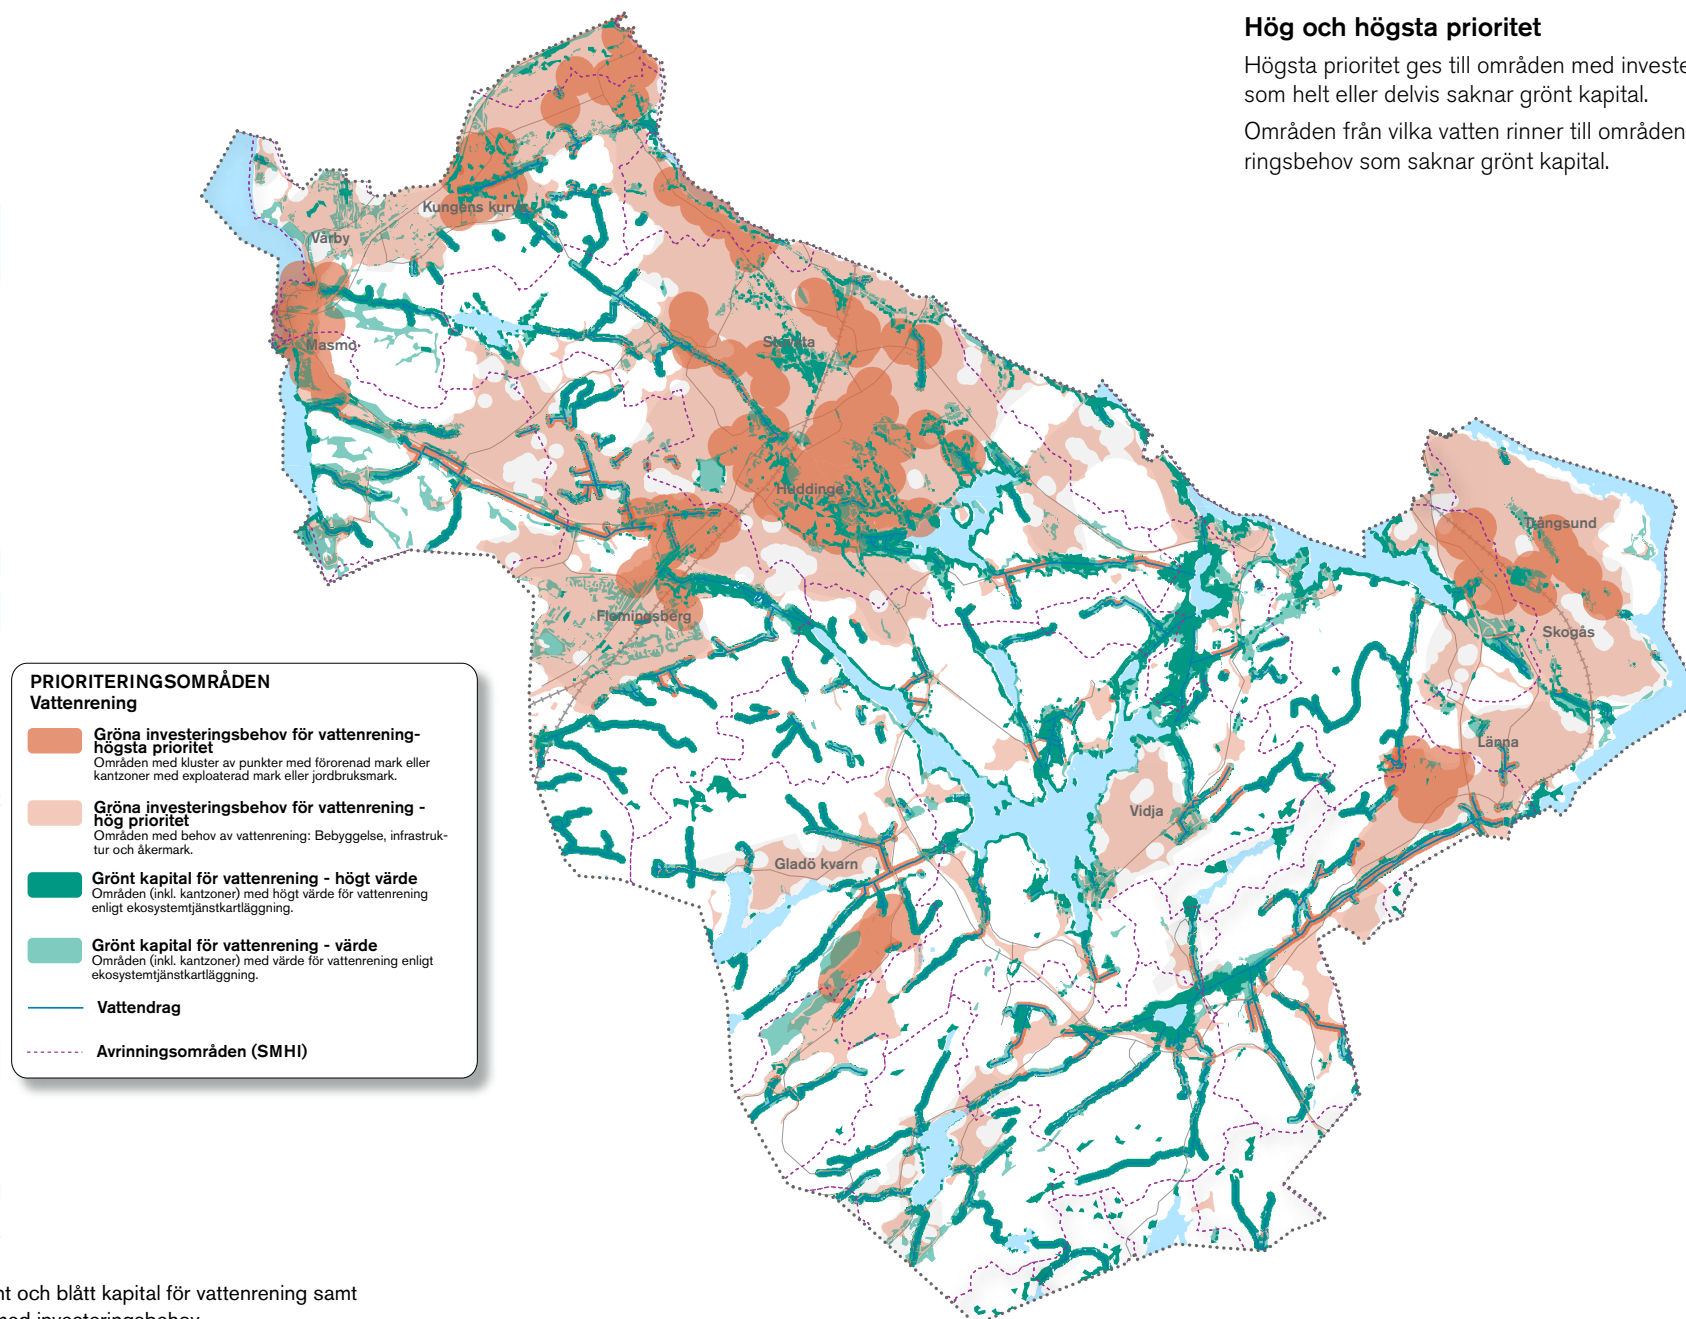 Hög och högsta prioritet
Högsta prioritet ges till områden med investe
som helt eller delvis saknar grönt kapital.
Områden från vilka vatten rinner till områden
ringsbehov som saknar grönt kapital.
Kungens kurva
Vårby
Masmo
Stuvsta
Huddinge
Flemingsberg
Trångsund
Skogås
Länna
Vidja
Gladö kvarn
PRIORITERINGSOMRÅDEN
Vattenrening
Gröna investeringsbehov för vattenrening-
högsta prioritet
Områden med kluster av punkter med förorenad mark eller
kantzoner med exploaterad mark eller jordbruksmark.
Gröna investeringsbehov för vattenrening -
hög prioritet
Områden med behov av vattenrening: Bebyggelse, infrastruk-
tur och åkermark.
Grönt kapital för vattenrening - högt värde
Områden (inkl. kantzoner) med högt värde för vattenrening
enligt ekosystemtjänstkartläggning.
Grönt kapital för vattenrening - värde
Områden (inkl. kantzoner) med värde för vattenrening enligt
ekosystemtjänstkartläggning.
Vattendrag
Avrinningsområden (SMHI)
nt och blått kapital för vattenrening samt
med investeringsbehov